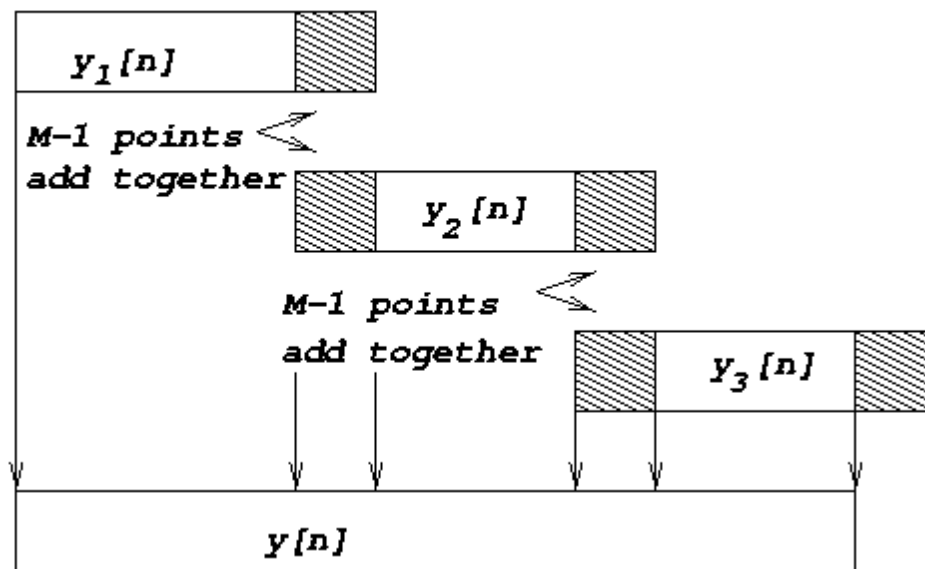 y₁[n]
M-1 points
add together
y₂[n]
M-1 points
add together
y₃[n]
y[n]